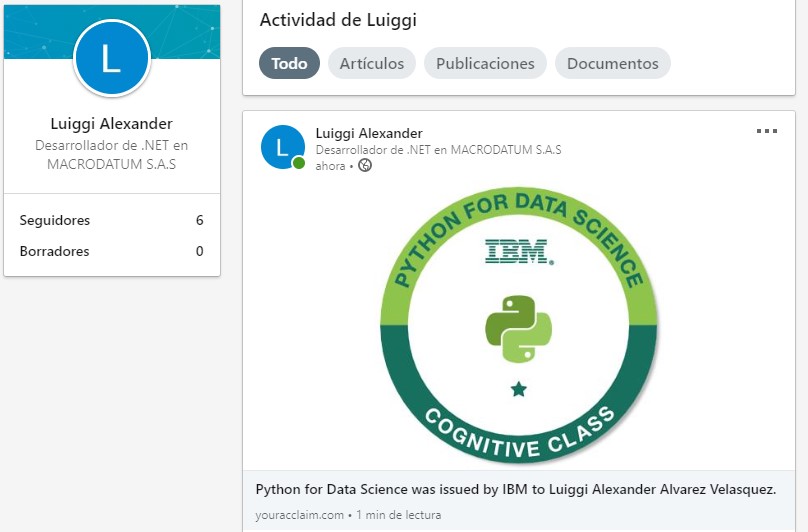 L
Luiggi Alexander
Desarrollador de .NET en
MACRODATUM S.A.S
Seguidores 6
Borradores 0
Actividad de Luiggi
Todo Artículos Publicaciones Documentos
L
Luiggi Alexander
Desarrollador de .NET en MACRODATUM S.A.S
ahora •
PYTHON FOR DATA SCIENCE
IBM
COGNITIVE CLASS
Python for Data Science was issued by IBM to Luiggi Alexander Alvarez Velasquez.
youracclaim.com • 1 min de lectura